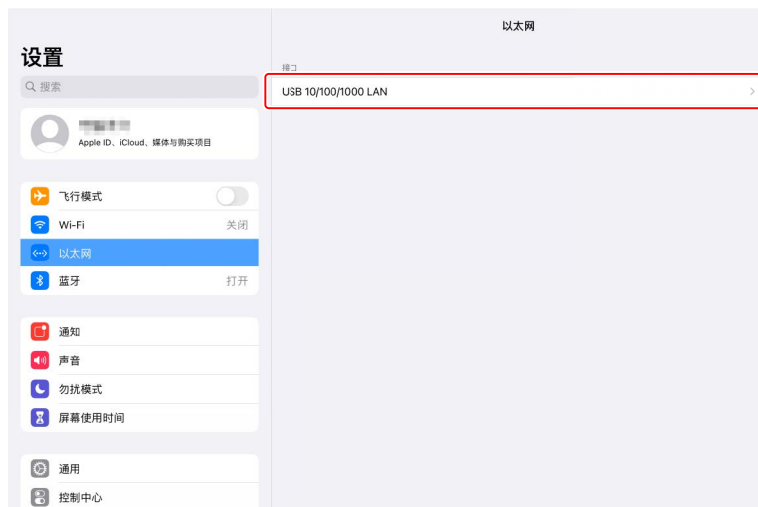 以太网
设置
接口
搜索
USB 10/100/1000 LAN
Apple ID、iCloud、媒体与购买项目
飞行模式
Wi-Fi 关闭
以太网
蓝牙 打开
通知
声音
勿扰模式
屏幕使用时间
通用
控制中心